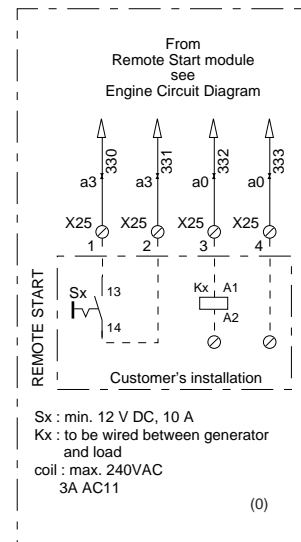 From
Remote Start module
see
Engine Circuit Diagram
330 331 332 333
a3 a3 a0 a0
X25 X25 X25 X25
1 2 3 4
REMOTE START
Sx 13
14
Kx A1
A2
Customer's installation
Sx : min. 12 V DC, 10 A
Kx : to be wired between generator
and load
coil : max. 240VAC
3A AC11
(0)